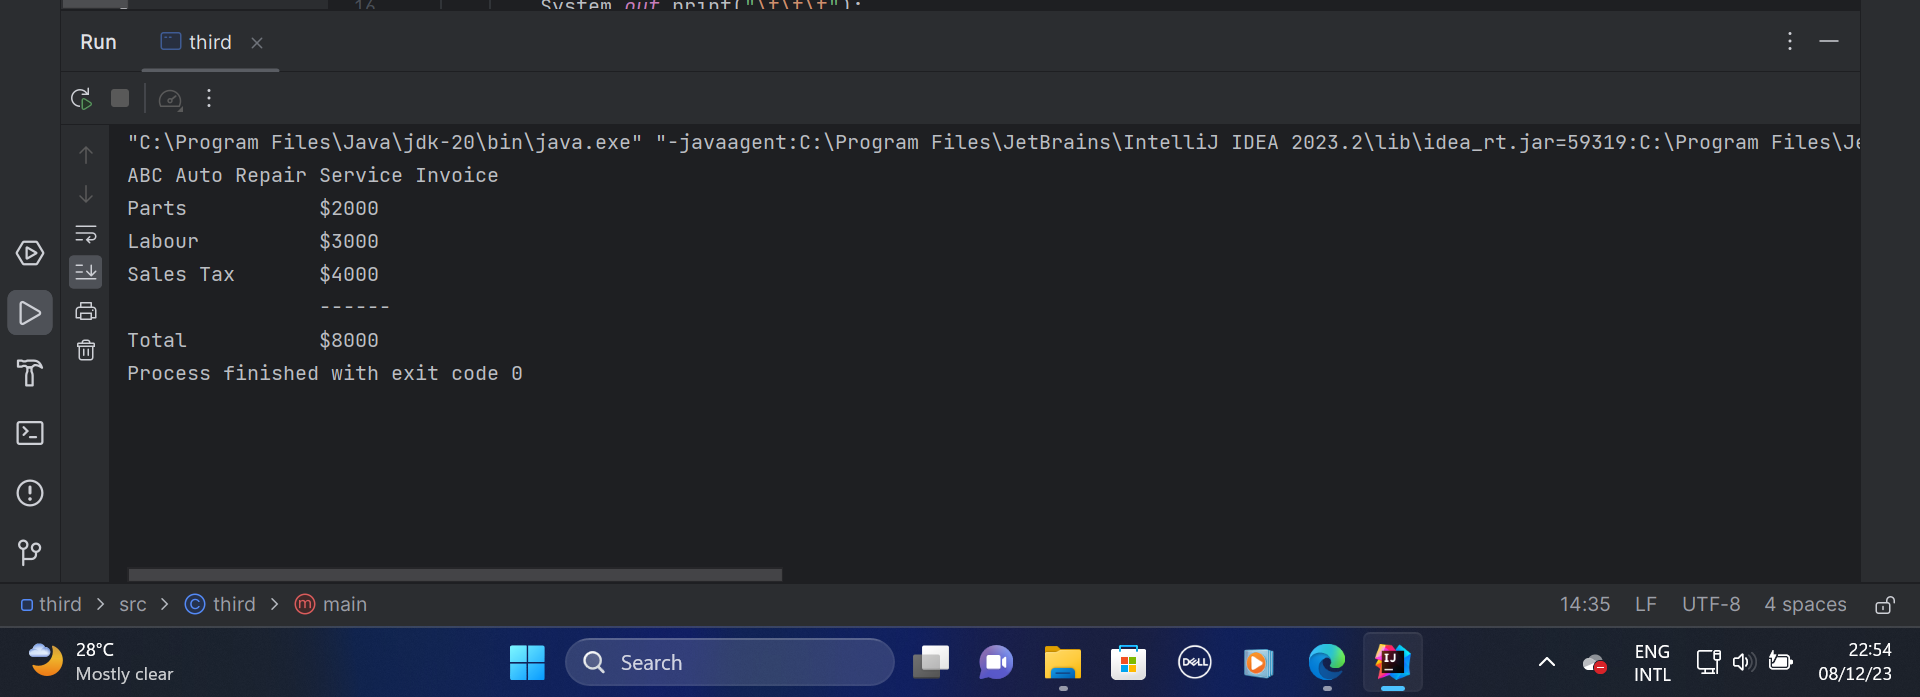 16 System.out.print("\t\t\t");
Run third
"C:\Program Files\Java\jdk-20\bin\java.exe" "-javaagent:C:\Program Files\JetBrains\IntelliJ IDEA 2023.2\lib\idea_rt.jar=59319:C:\Program Files\Je
ABC Auto Repair Service Invoice
Parts $2000
Labour $3000
Sales Tax $4000
------
Total $8000
Process finished with exit code 0
third > src > C third > m main 14:35 LF UTF-8 4 spaces
28°C
Mostly clear
Search
DELL
IJ
ENG
INTL
22:54
08/12/23